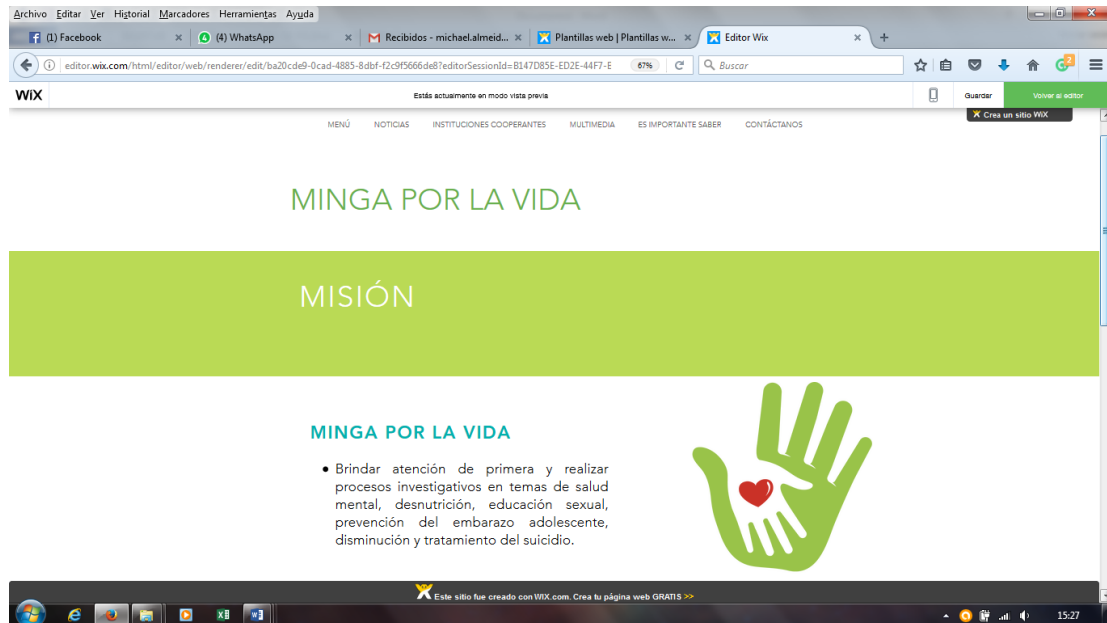 Archivo Editar Ver Historial Marcadores Herramientas Ayuda
(1) Facebook
(4) WhatsApp
Recibidos - michael.almeid...
Plantillas web | Plantillas w...
Editor Wix
editor.wix.com/html/editor/web/renderer/edit/ba20cde9-0cad-4885-8dbf-f2c9f5666de8?editorSessionId=B147D85E-ED2E-44F7-E
67%
Buscar
2
WiX
Estás actualmente en modo vista previa
Guardar
Volver al editor
Crea un sitio WiX
MENÚ NOTICIAS INSTITUCIONES COOPERANTES MULTIMEDIA ES IMPORTANTE SABER CONTÁCTANOS
MINGA POR LA VIDA
MISIÓN
MINGA POR LA VIDA
• Brindar atención de primera y realizar
procesos investigativos en temas de salud
mental, desnutrición, educación sexual,
prevención del embarazo adolescente,
disminución y tratamiento del suicidio.
Este sitio fue creado con WIX.com. Crea tu página web GRATIS >>
15:27